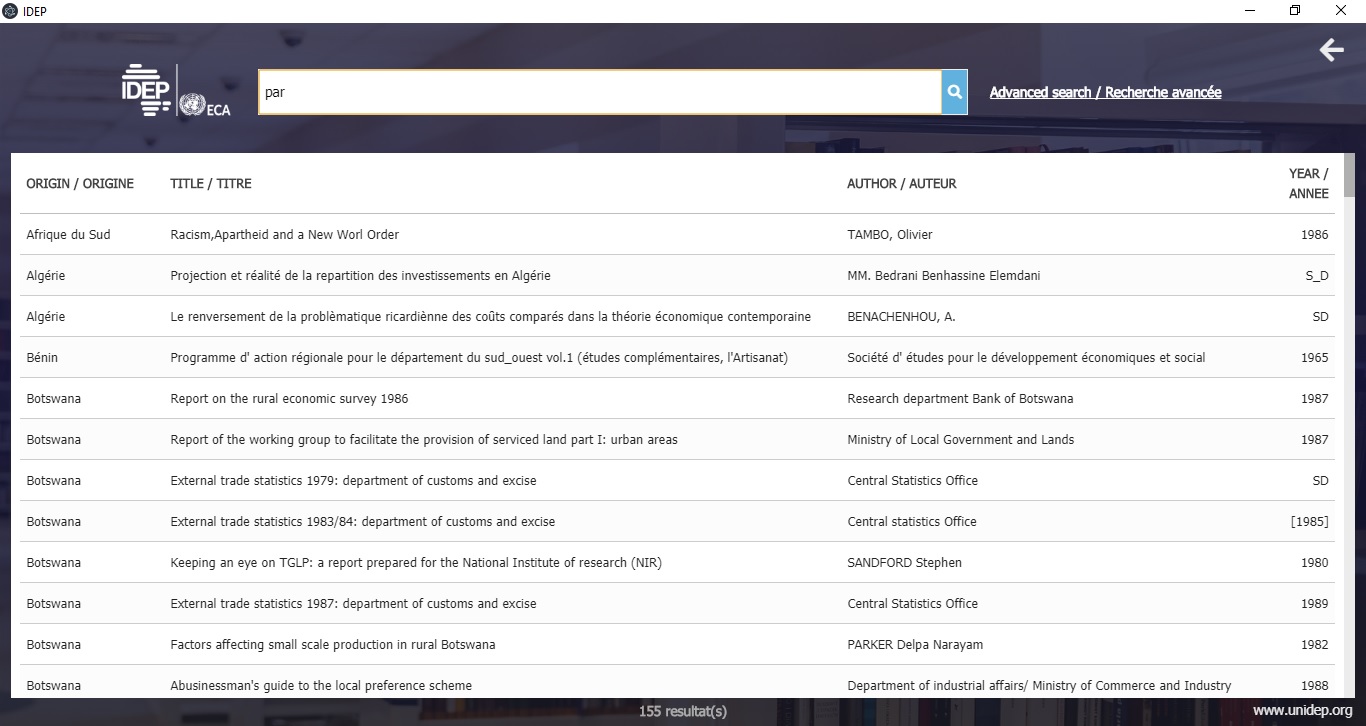 IDEP
IDEP ECA
par
Advanced search / Recherche avancée
ORIGIN / ORIGINE TITLE / TITRE AUTHOR / AUTEUR YEAR / ANNEE
Afrique du Sud Racism,Apartheid and a New Worl Order TAMBO, Olivier 1986
Algérie Projection et réalité de la repartition des investissements en Algérie MM. Bedrani Benhassine Elemdani S_D
Algérie Le renversement de la problèmatique ricardiènne des coûts comparés dans la théorie économique contemporaine BENACHENHOU, A. SD
Bénin Programme d' action régionale pour le département du sud_ouest vol.1 (études complémentaires, l'Artisanat) Société d' études pour le développement économiques et social 1965
Botswana Report on the rural economic survey 1986 Research department Bank of Botswana 1987
Botswana Report of the working group to facilitate the provision of serviced land part I: urban areas Ministry of Local Government and Lands 1987
Botswana External trade statistics 1979: department of customs and excise Central Statistics Office SD
Botswana External trade statistics 1983/84: department of customs and excise Central statistics Office [1985]
Botswana Keeping an eye on TGLP: a report prepared for the National Institute of research (NIR) SANDFORD Stephen 1980
Botswana External trade statistics 1987: department of customs and excise Central Statistics Office 1989
Botswana Factors affecting small scale production in rural Botswana PARKER Delpa Narayam 1982
Botswana Abusinessman's guide to the local preference scheme Department of industrial affairs/ Ministry of Commerce and Industry 1988
155 resultat(s)
www.unidep.org